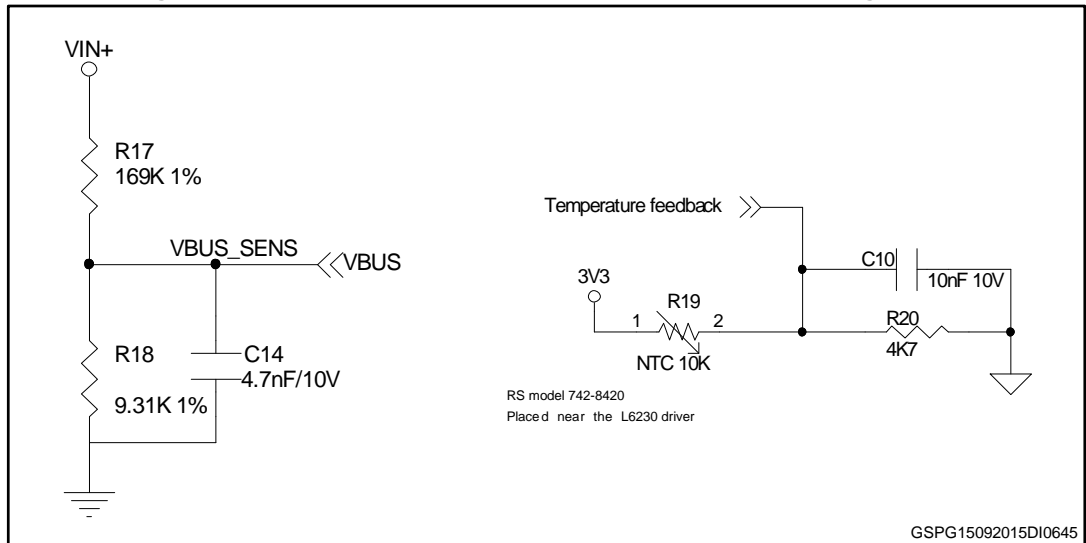 VIN+
R17
169K 1%
VBUS_SENS
VBUS
R18
9.31K 1%
C14
4.7nF/10V
Temperature feedback
C10
10nF 10V
3V3
R19
1
2
NTC 10K
R20
4K7
RS model 742-8420
Placed near the L6230 driver
GSPG15092015DI0645